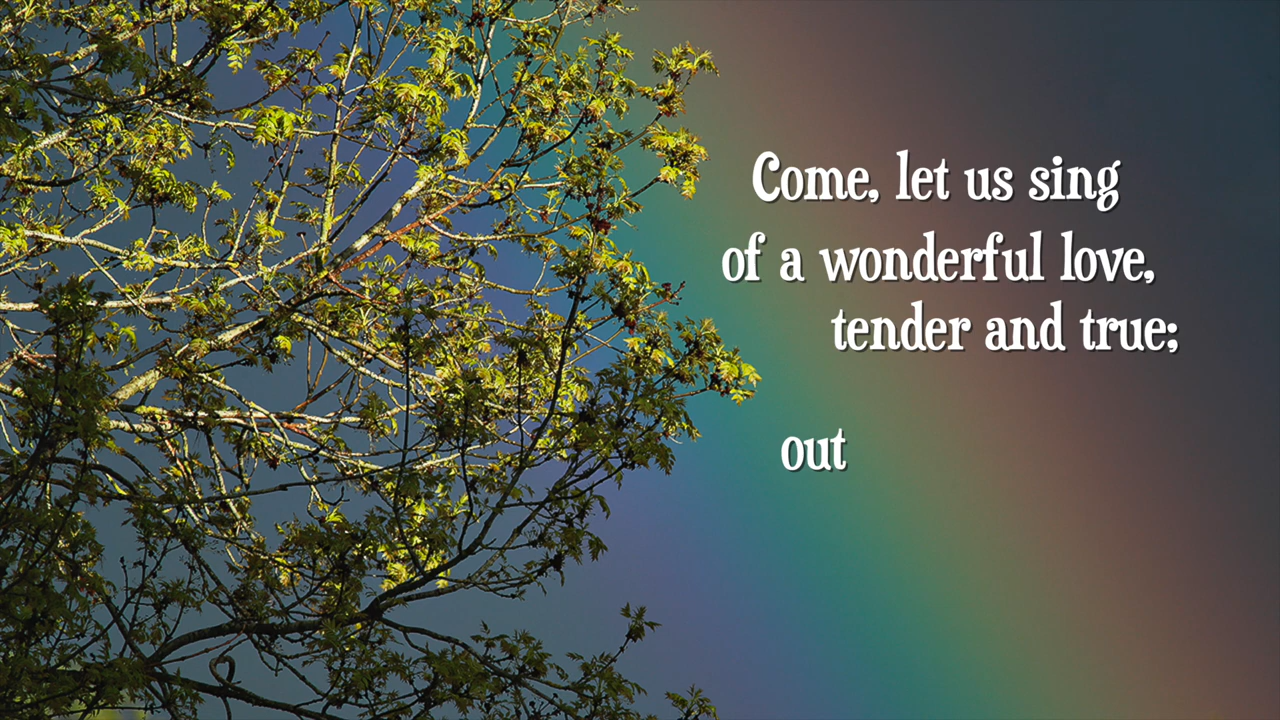 Come, let us sing
of a wonderful love,
tender and true;
out